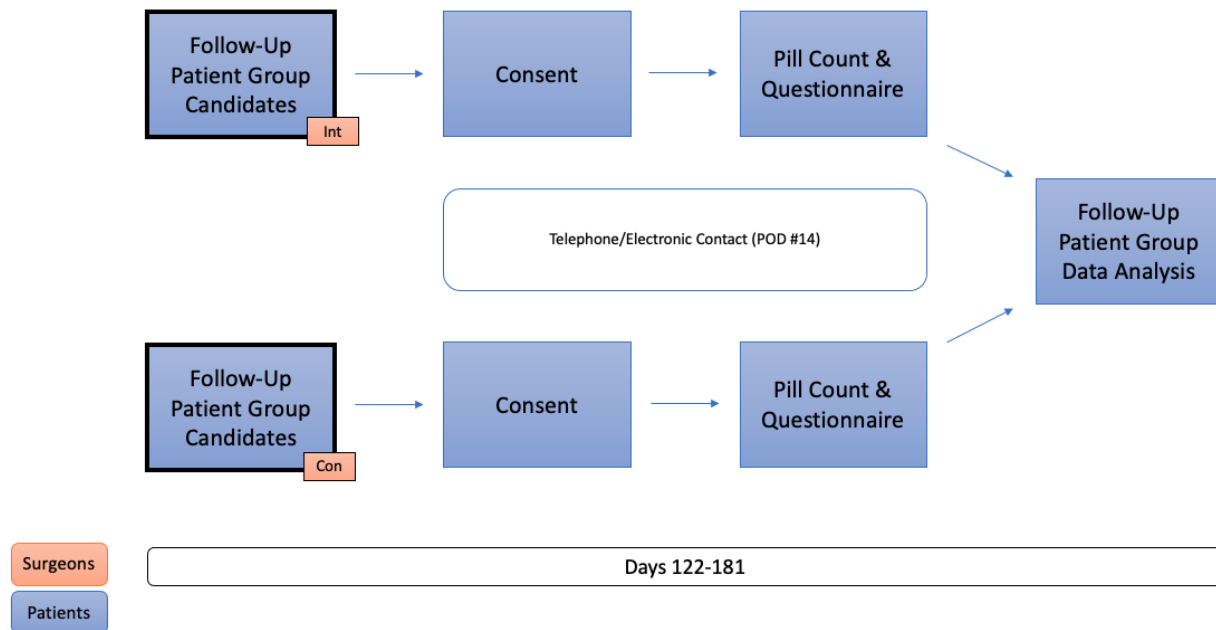 Follow-Up
Patient Group
Candidates
Int
Consent
Pill Count &
Questionnaire
Telephone/Electronic Contact (POD #14)
Follow-Up
Patient Group
Data Analysis
Follow-Up
Patient Group
Candidates
Con
Consent
Pill Count &
Questionnaire
Surgeons
Days 122-181
Patients